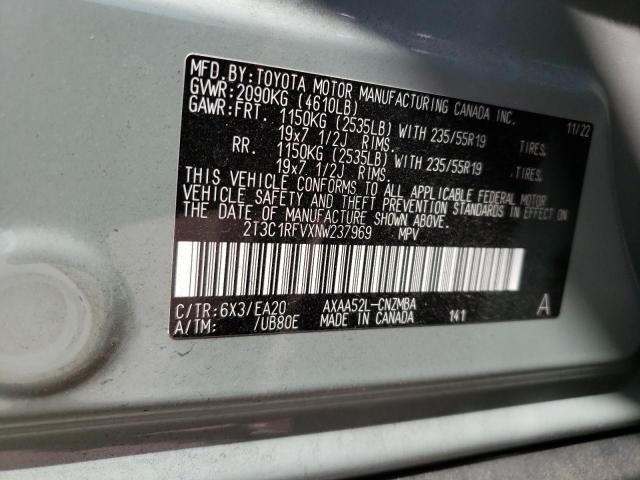 MFD.BY:TOYOTA MOTOR MANUFACTURING CANADA INC.
GVWR:2090KG (4610LB) 11/22
GAWR:FRT. 1150KG (2535LB) WITH 235/55R19 TIRES.
19x7 1/2J RIMS.
RR. 1150KG (2535LB) WITH 235/55R19 TIRES.
19x7 1/2J RIMS.
THIS VEHICLE CONFORMS TO ALL APPLICABLE FEDERAL MOTOR
VEHICLE SAFETY AND THEFT PREVENTION STANDARDS IN EFFECT ON
THE DATE OF MANUFACTURE SHOWN ABOVE.
2T3C1RFVXNW237969 MPV
C/TR:6X3/EA20 AXAA52L-CNZMBA A
A/TM: /UB80E MADE IN CANADA 141